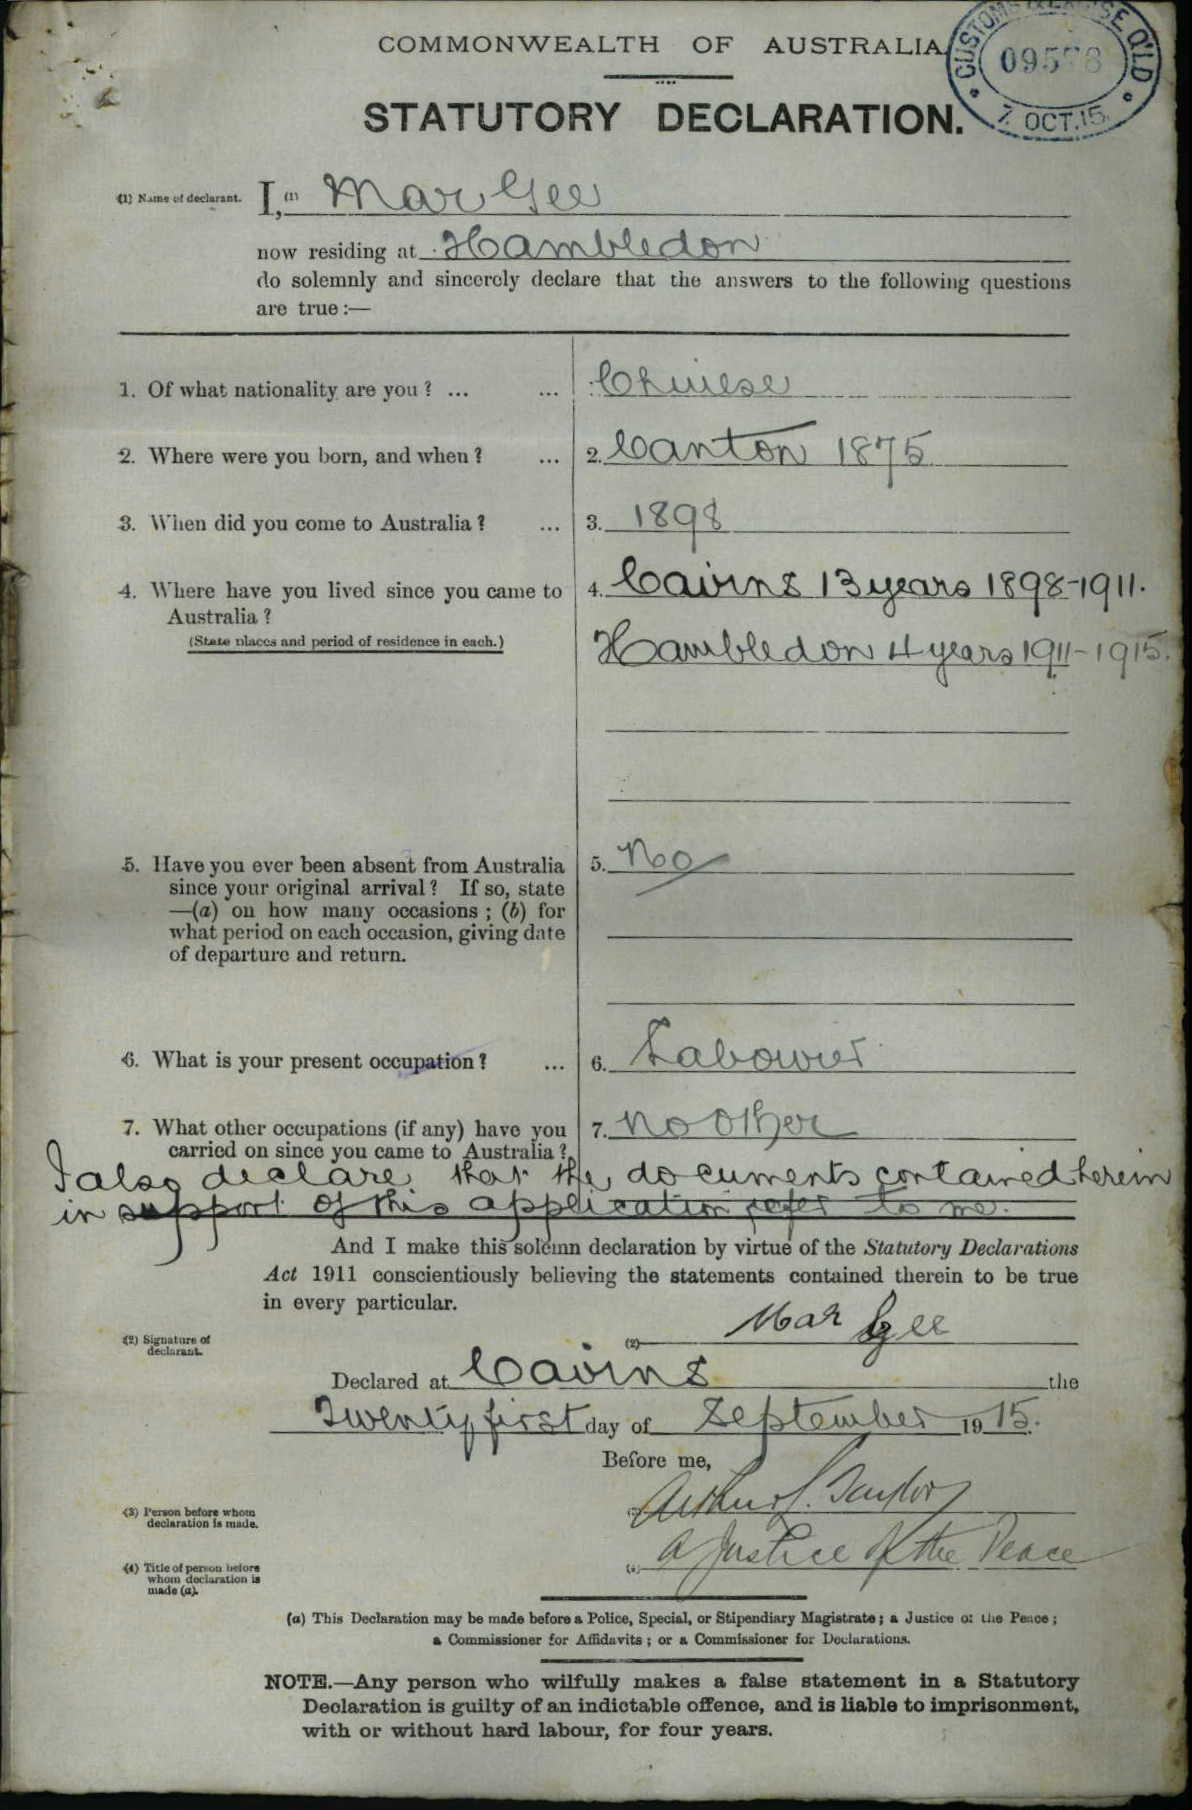 COMMONWEALTH OF AUSTRALIA.
CUSTOMS & EXCISE Q'LD
7. OCT. 15.
STATUTORY DECLARATION.
(1) Name of declarant. I, (1) Mar Gee
now residing at Hambledon
do solemnly and sincerely declare that the answers to the following questions
are true :—
1. Of what nationality are you ? ... ... Chinese
2. Where were you born, and when ? ... 2. Canton 1875
3. When did you come to Australia ? ... 3. 1898
4. Where have you lived since you came to 4. Cairns 13 years 1898-1911.
Australia ?
(State places and period of residence in each.) Hambledon 4 years 1911-1915.
5. Have you ever been absent from Australia 5. No
since your original arrival ? If so, state
—(a) on how many occasions ; (b) for
what period on each occasion, giving date
of departure and return.
6. What is your present occupation ? ... 6. Labourer
7. What other occupations (if any) have you 7. No other
carried on since you came to Australia ?
I also declare that the documents contained herein
in support of this application refer to me.
And I make this solemn declaration by virtue of the Statutory Declarations
Act 1911 conscientiously believing the statements contained therein to be true
in every particular.
(2) Signature of declarant. (2) Mar Gee
Declared at Cairns the
Twenty first day of September 19 15.
Before me,
(3) Person before whom declaration is made. Arthur J. Taylor
(4) Title of person before whom declaration is made (a). (4) A Justice of the Peace
(a) This Declaration may be made before a Police, Special, or Stipendiary Magistrate ; a Justice of the Peace ;
a Commissioner for Affidavits ; or a Commissioner for Declarations.
NOTE.—Any person who wilfully makes a false statement in a Statutory
Declaration is guilty of an indictable offence, and is liable to imprisonment,
with or without hard labour, for four years.